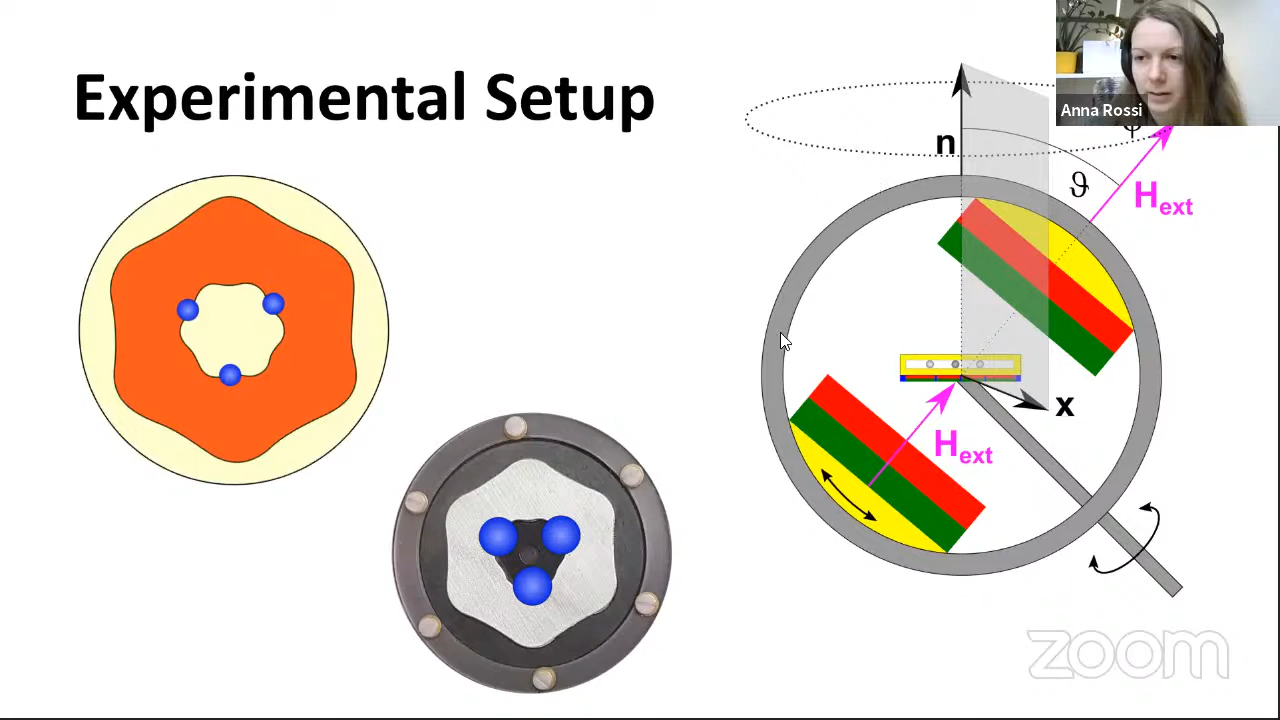 Experimental Setup
Anna Rossi
φ
n
ϑ
H_ext
x
H_ext
zoom